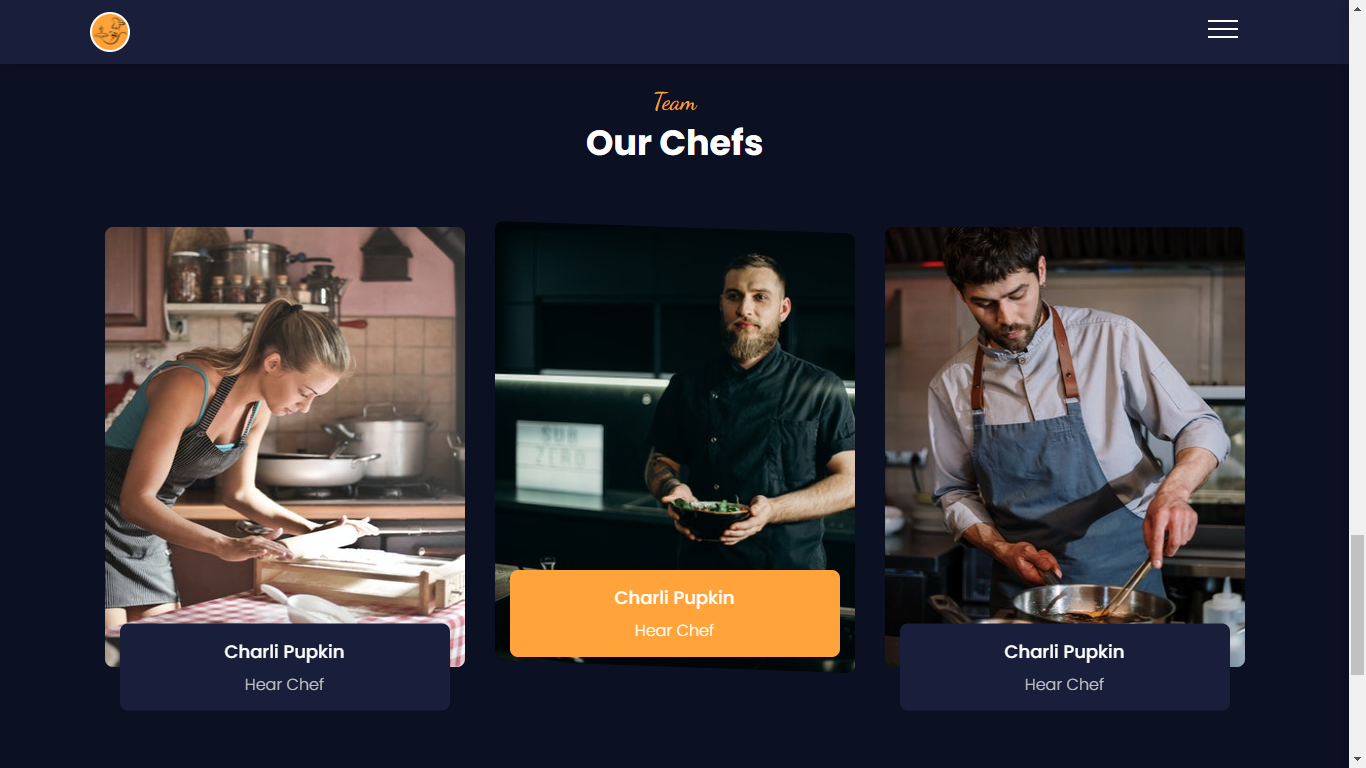 Team
Our Chefs
SUB
ZERO
Charli Pupkin
Hear Chef
Charli Pupkin
Hear Chef
Charli Pupkin
Hear Chef